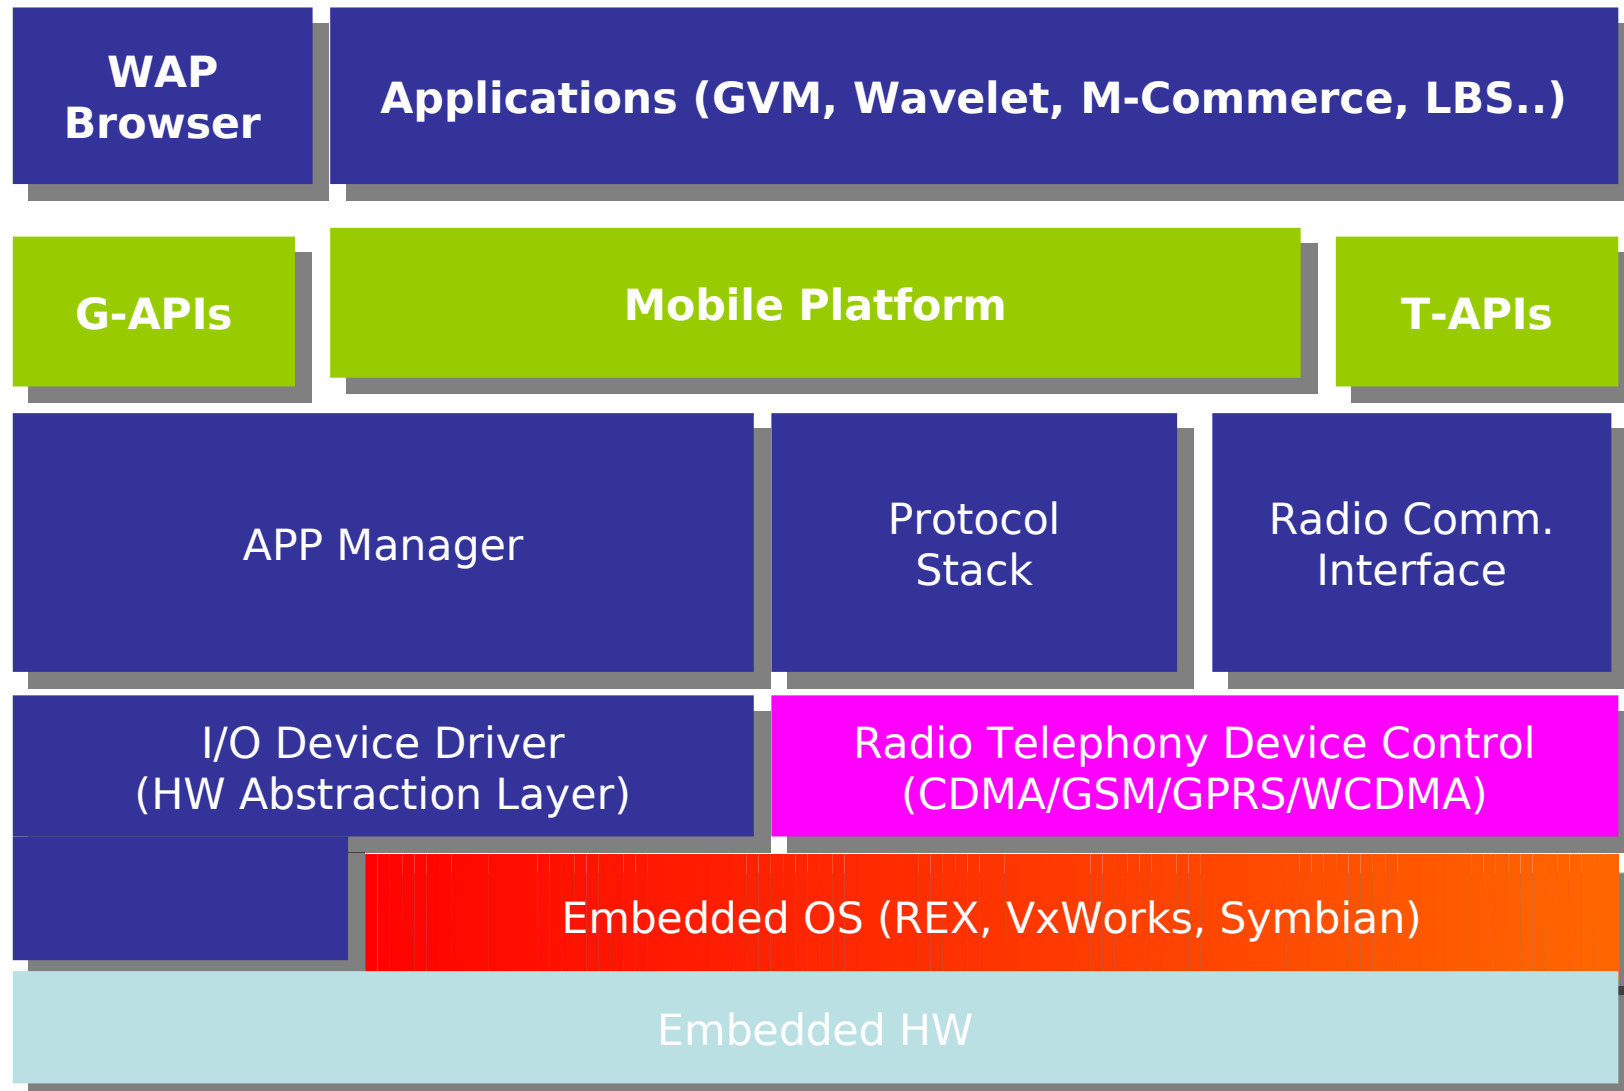 WAP
Browser
Applications (GVM, Wavelet, M-Commerce, LBS..)
G-APIs
Mobile Platform
T-APIs
APP Manager
Protocol
Stack
Radio Comm.
Interface
I/O Device Driver
(HW Abstraction Layer)
Radio Telephony Device Control
(CDMA/GSM/GPRS/WCDMA)
Embedded OS (REX, VxWorks, Symbian)
Embedded HW